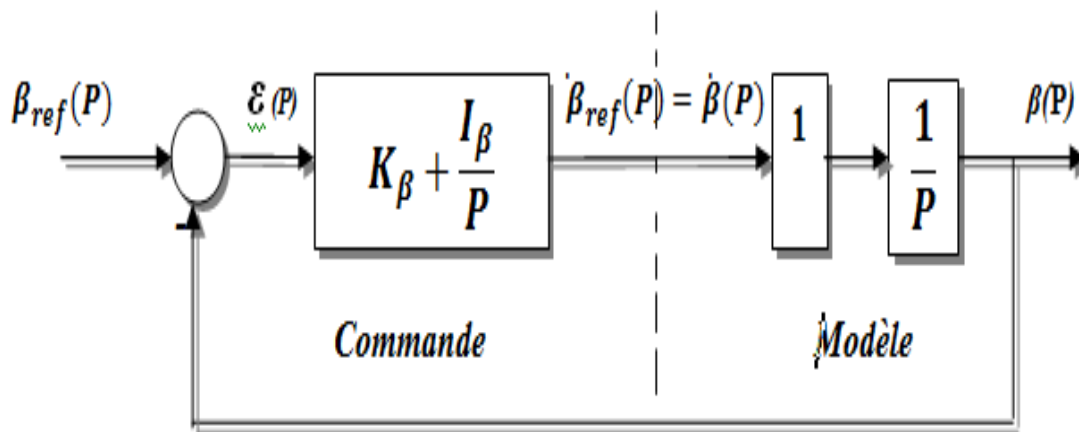 β_ref(P)
ε(P)
K_β + I_β/P
β̇_ref(P) = β̇(P)
1
1/P
β(P)
-
Commande
Modèle